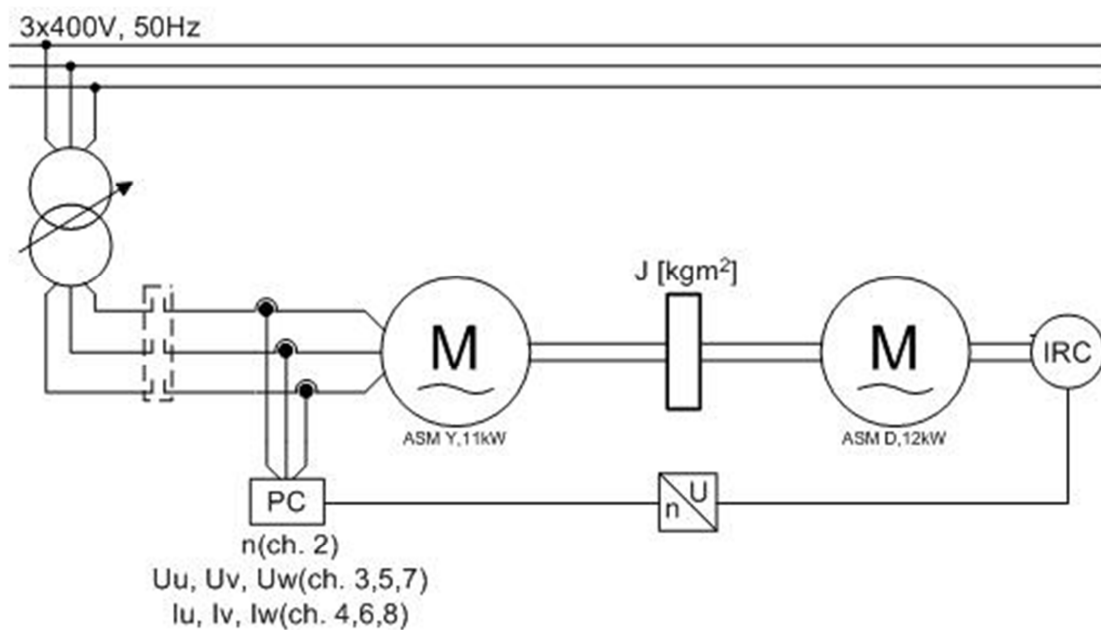 3x400V, 50Hz
J [kgm²]
M
M
IRC
ASM Y,11kW
ASM D,12kW
PC
n
U
n(ch. 2)
Uu, Uv, Uw(ch. 3,5,7)
Iu, Iv, Iw(ch. 4,6,8)